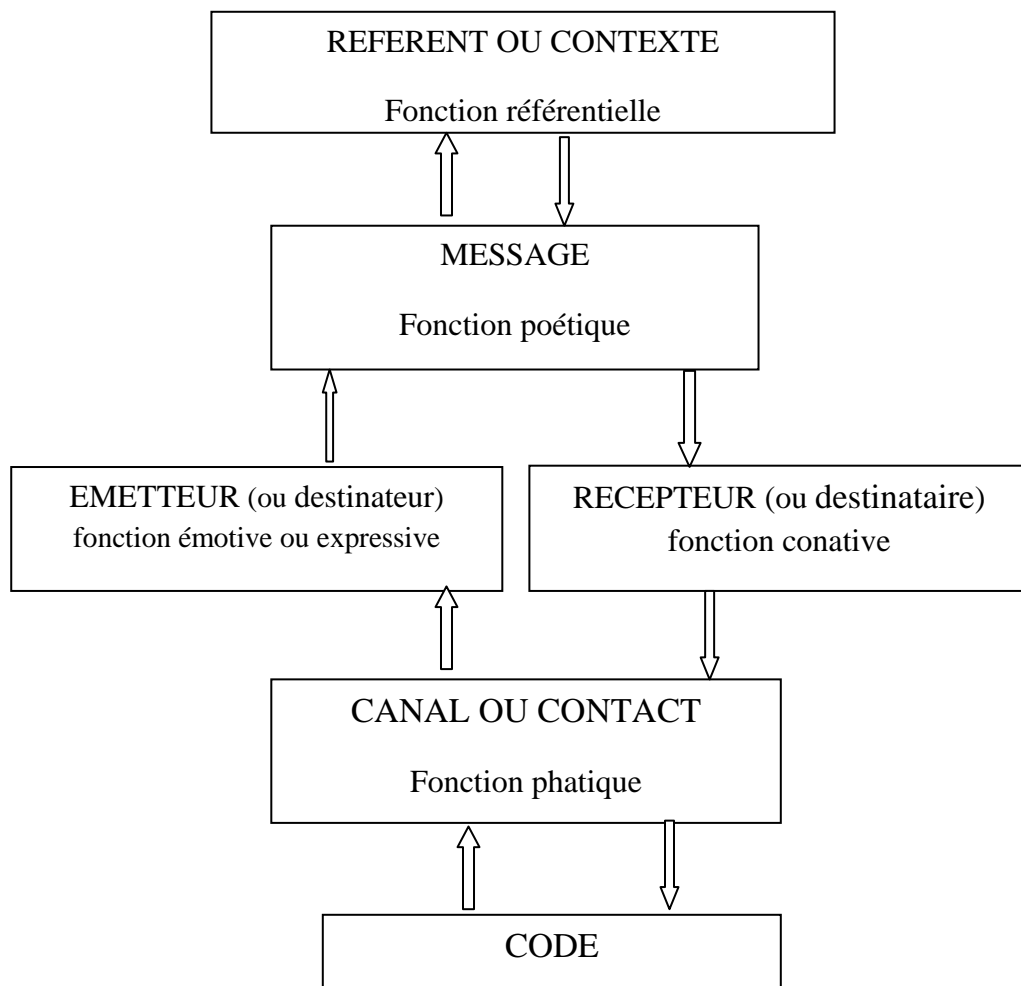 REFERENT OU CONTEXTE
Fonction référentielle
MESSAGE
Fonction poétique
EMETTEUR (ou destinateur)
fonction émotive ou expressive
RECEPTEUR (ou destinataire)
fonction conative
CANAL OU CONTACT
Fonction phatique
CODE